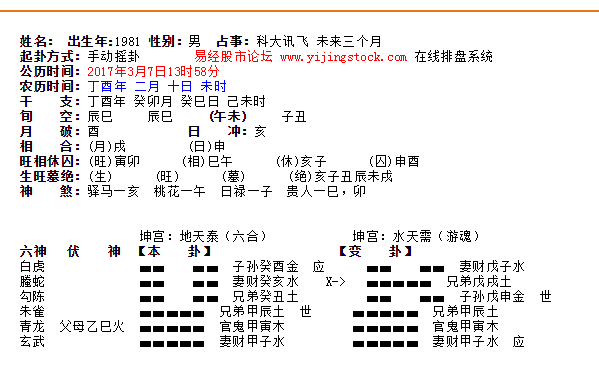 姓名： 出生年:1981 性别：男 占事：科大讯飞 未来三个月
起卦方式：手动摇卦 易经股市论坛 www.yijingstock.com 在线排盘系统
公历时间：2017年3月7日13时58分
农历时间：丁酉年 二月 十日 未时
干 支：丁酉年 癸卯月 癸巳日 己未时
旬 空：辰巳 辰巳 (午未) 子丑
月 破：酉 日 冲：亥
相 合：(月)戌 (日)申
旺相休囚：(旺)寅卯 (相)巳午 (休)亥子 (囚)申酉
生旺墓绝：(生) (旺) (墓) (绝)亥子丑辰未戌
神 煞：驿马—亥 桃花—午 日禄—子 贵人—巳，卯
坤宫：地天泰（六合） 坤宫：水天需（游魂）
六神 伏 神 【本 卦】 【变 卦】
白虎 子孙癸酉金 应 妻财戊子水
螣蛇 妻财癸亥水 X-> 兄弟戊戌土
勾陈 兄弟癸丑土 子孙戊申金 世
朱雀 兄弟甲辰土 世 兄弟甲辰土
青龙 父母乙巳火 官鬼甲寅木 官鬼甲寅木
玄武 妻财甲子水 妻财甲子水 应